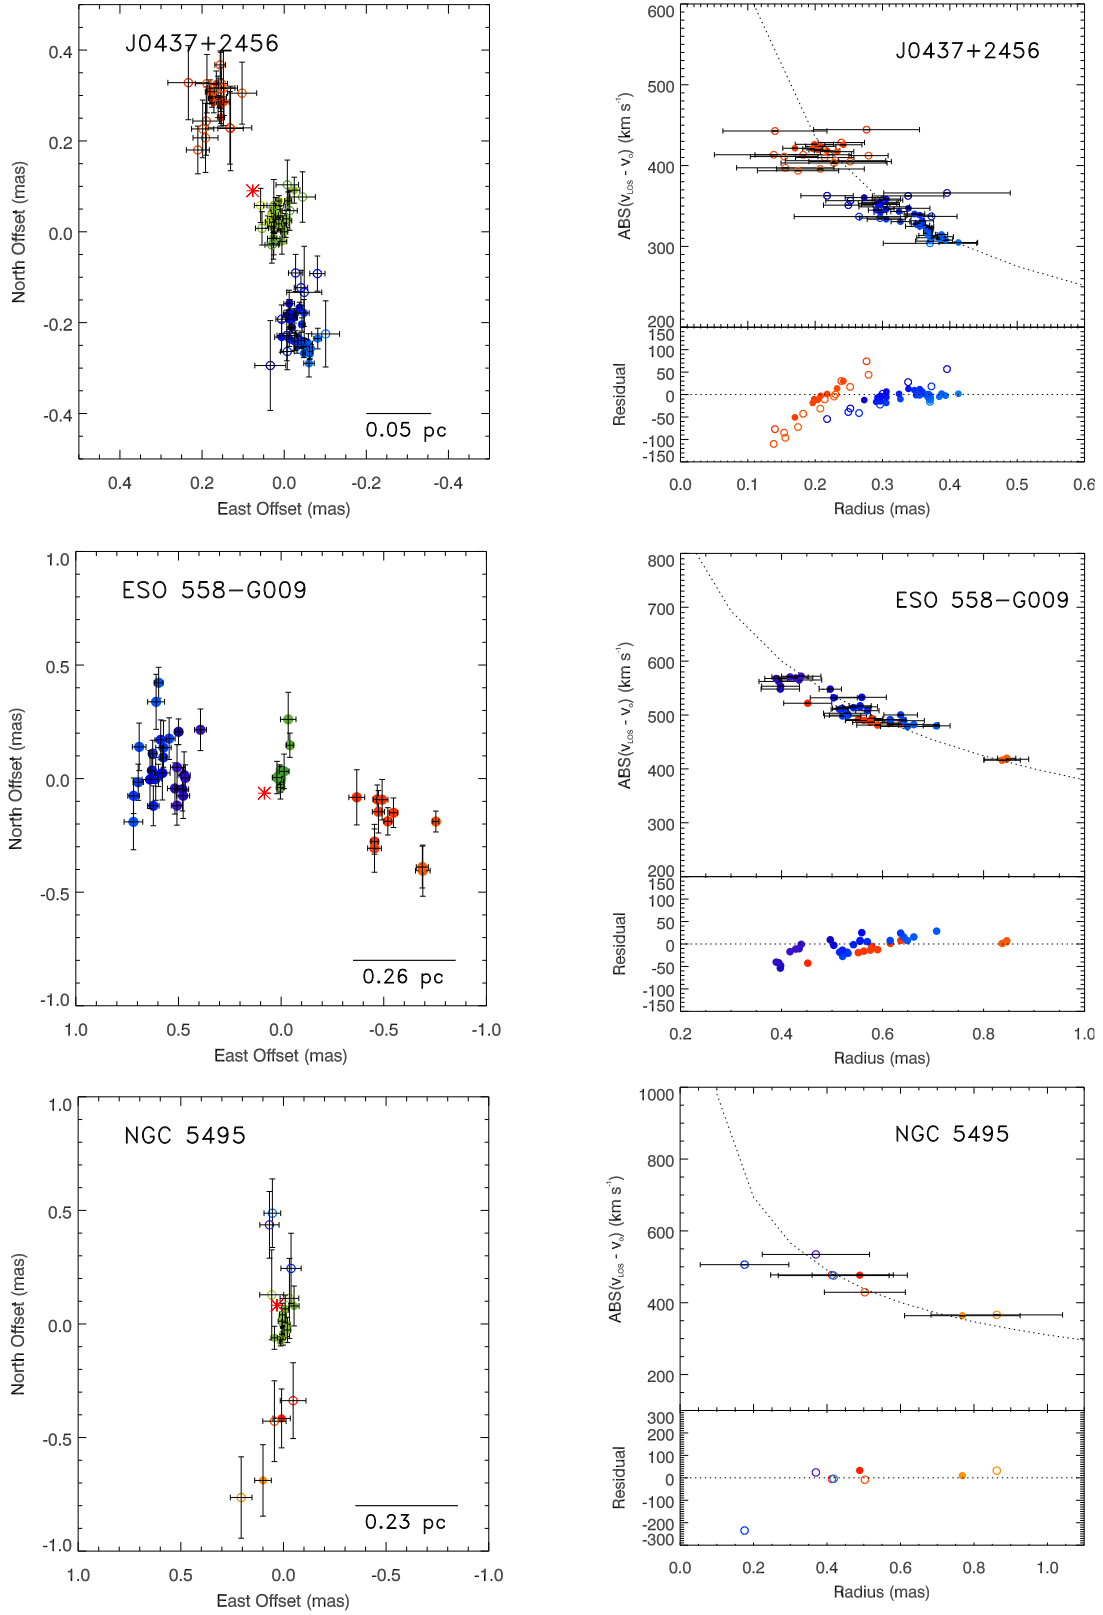 J0437+2456
0.4
0.2
0.0
-0.2
-0.4
North Offset (mas)
0.05 pc
0.4 0.2 0.0 -0.2 -0.4
East Offset (mas)
J0437+2456
600
500
400
300
200
ABS(vLOS - vo) (km s-1)
150
100
50
0
-50
-100
-150
Residual
0.0 0.1 0.2 0.3 0.4 0.5 0.6
Radius (mas)
ESO 558-G009
1.0
0.5
0.0
-0.5
-1.0
North Offset (mas)
0.26 pc
1.0 0.5 0.0 -0.5 -1.0
East Offset (mas)
ESO 558-G009
800
700
600
500
400
300
200
ABS(vLOS - vo) (km s-1)
150
100
50
0
-50
-100
-150
Residual
0.2 0.4 0.6 0.8 1.0
Radius (mas)
NGC 5495
1.0
0.5
0.0
-0.5
-1.0
North Offset (mas)
0.23 pc
1.0 0.5 0.0 -0.5 -1.0
East Offset (mas)
NGC 5495
1000
800
600
400
200
ABS(vLOS - vo) (km s-1)
300
200
100
0
-100
-200
-300
Residual
0.0 0.2 0.4 0.6 0.8 1.0
Radius (mas)